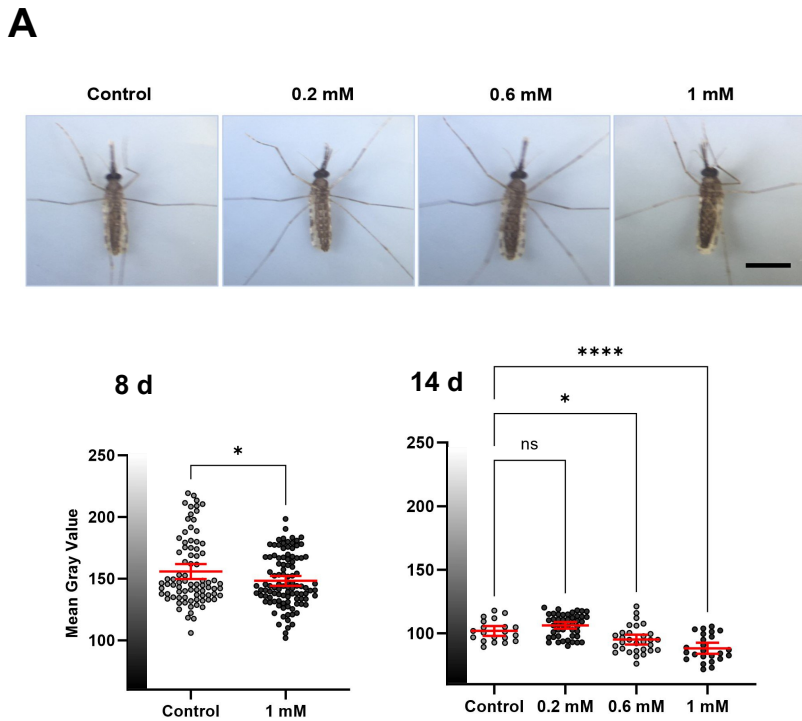 A
Control 0.2 mM 0.6 mM 1 mM
8 d
*
250
200
150
100
Mean Gray Value
Control 1 mM
14 d
****
*
ns
250
200
150
100
Control 0.2 mM 0.6 mM 1 mM